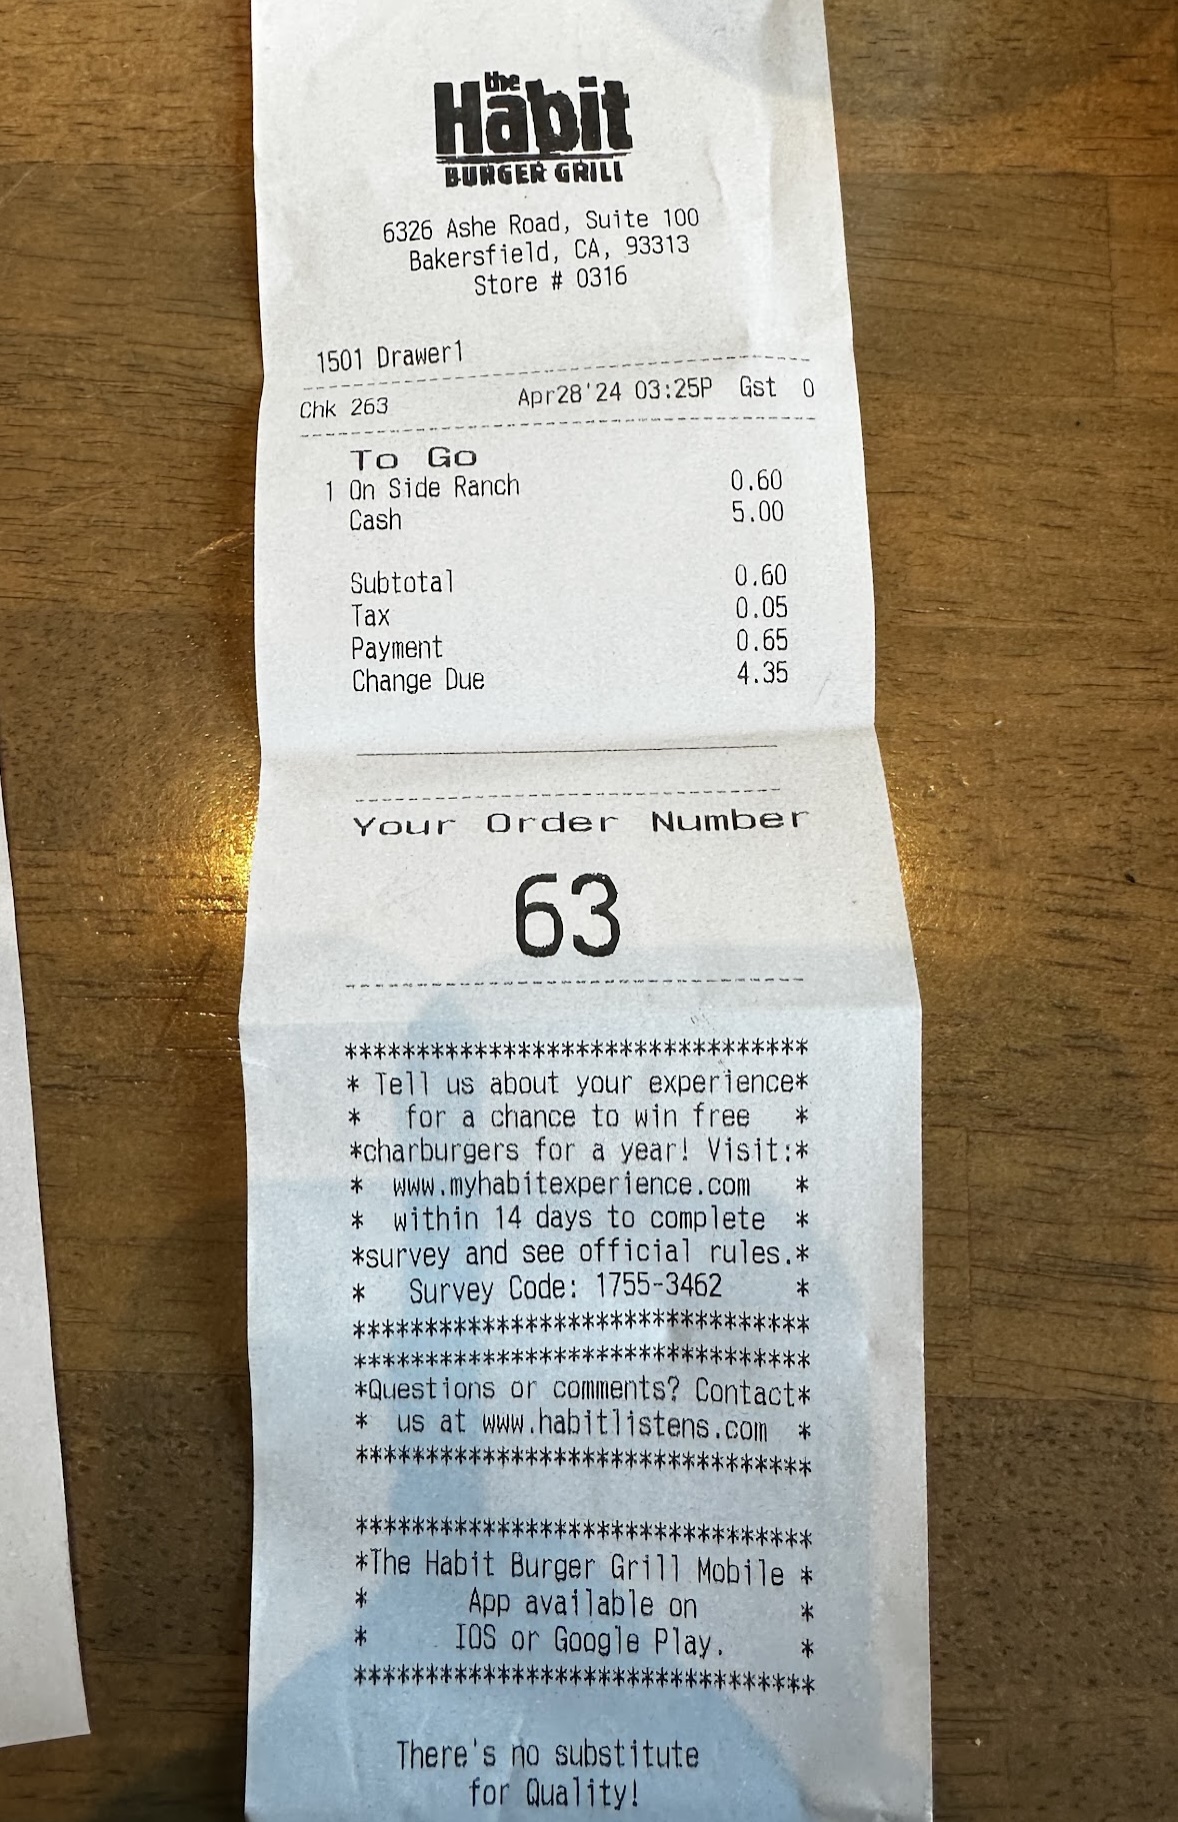 the
Habit
BURGER GRILL
6326 Ashe Road, Suite 100
Bakersfield, CA, 93313
Store # 0316
1501 Drawer1
Chk 263 Apr28'24 03:25P Gst 0
To Go
1 On Side Ranch 0.60
Cash 5.00
Subtotal 0.60
Tax 0.05
Payment 0.65
Change Due 4.35
Your Order Number
63
********************************
* Tell us about your experience*
* for a chance to win free *
*charburgers for a year! Visit:*
* www.myhabitexperience.com *
* within 14 days to complete *
*survey and see official rules.*
* Survey Code: 1755-3462 *
********************************
********************************
*Questions or comments? Contact*
* us at www.habitlistens.com *
********************************
********************************
*The Habit Burger Grill Mobile *
* App available on *
* IOS or Google Play. *
********************************
There's no substitute
for Quality!